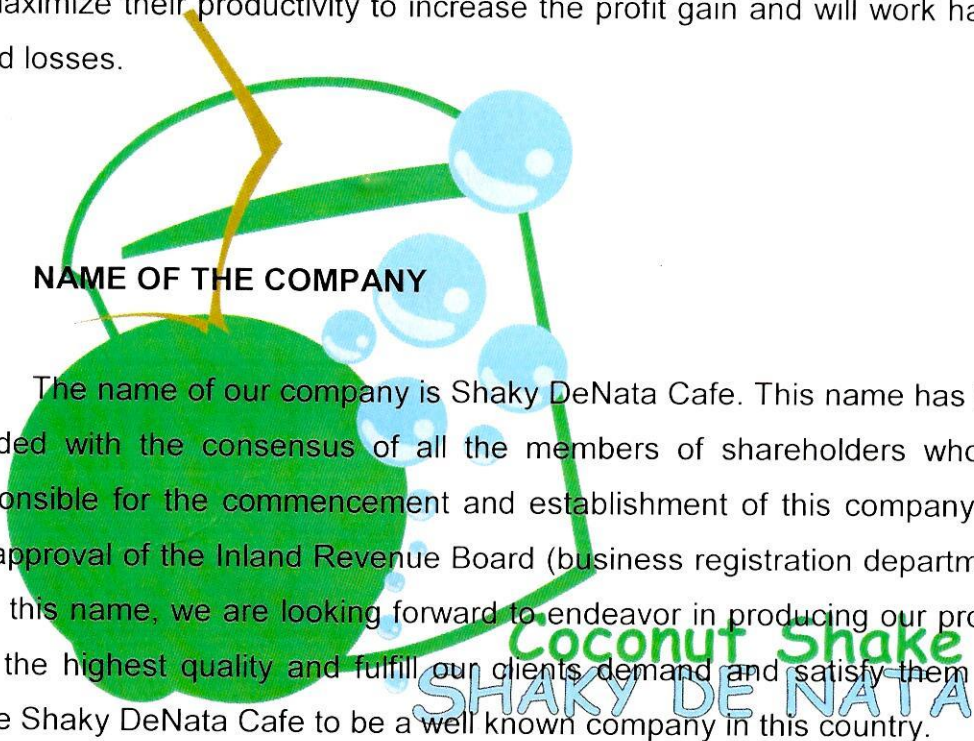 aximize their productivity to increase the profit gain and will work ha
d losses.
NAME OF THE COMPANY
The name of our company is Shaky DeNata Cafe. This name has
ded with the consensus of all the members of shareholders who
onsible for the commencement and establishment of this company
approval of the Inland Revenue Board (business registration departm
this name, we are looking forward to endeavor in producing our pro
the highest quality and fulfill our clients demand and satisfy them
e Shaky DeNata Cafe to be a well known company in this country.
Coconut Shake
SHAKY DE NATA